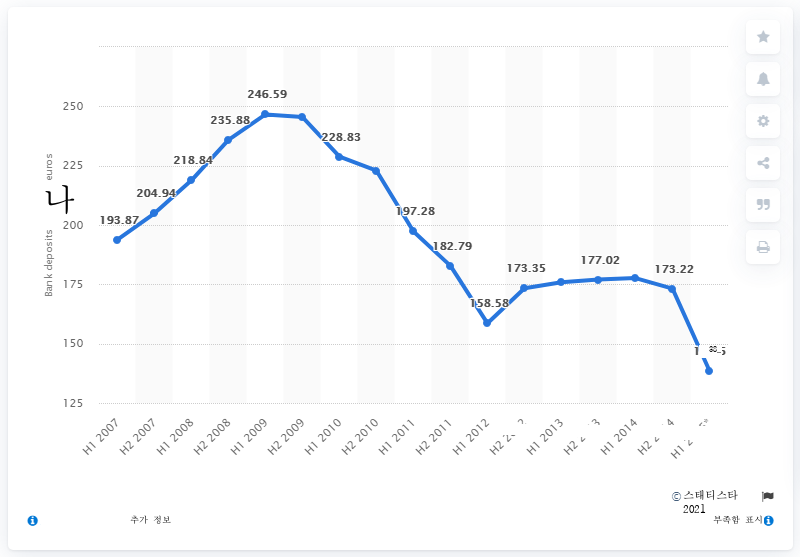 250
225
200
175
150
125
Bank deposits 나 euros
193.87
204.94
218.84
235.88
246.59
228.83
197.28
182.79
158.58
173.35
177.02
173.22
H1 2007
H2 2007
H1 2008
H2 2008
H1 2009
H2 2009
H1 2010
H2 2010
H1 2011
H2 2011
H1 2012
H1 2013
H1 2014
© 스태티스타
2021
추가 정보
부족함 표시